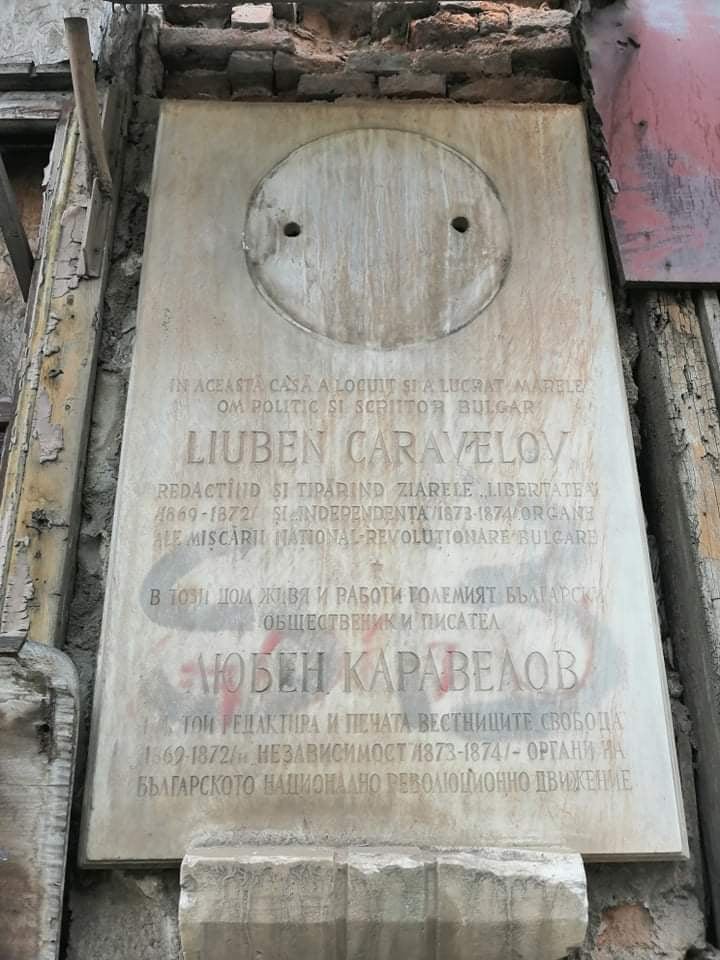 IN ACEASTĂ CASĂ A LOCUIT ȘI A LUCRAT MARELE
OM POLITIC ȘI SCRIITOR BULGAR
LIUBEN CARAVELOV
REDACTÎND ȘI TIPĂRIND ZIARELE „LIBERTATEA"
/1869-1872/ ȘI „INDEPENDENȚA" /1873-1874/ ORGANE
ALE MIȘCĂRII NAȚIONAL-REVOLUȚIONARE BULGARE
В ТОЗИ ДОМ ЖИВЯ И РАБОТИ ГОЛЕМИЯТ БЪЛГАРСКИ
ОБЩЕСТВЕНИК И ПИСАТЕЛ
ЛЮБЕН КАРАВЕЛОВ
ТОЙ РЕДАКТИРА И ПЕЧАТА ВЕСТНИЦИТЕ СВОБОДА
/1869-1872/ И НЕЗАВИСИМОСТ /1873-1874/ - ОРГАНИ НА
БЪЛГАРСКОТО НАЦИОНАЛНО РЕВОЛЮЦИОННО ДВИЖЕНИЕ